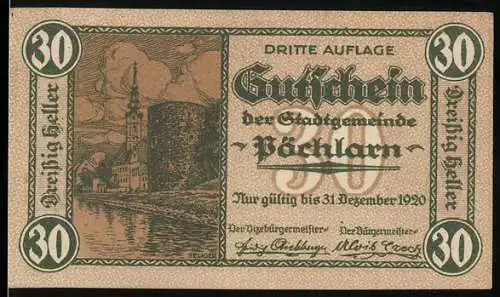 30
30
Dreißig Heller
DRITTE AUFLAGE
Gutschein
der Stadtgemeinde
Pöchlarn
30
Nur gültig bis 31 Dezember 1920
Der Vizebürgermeister
Der Bürgermeister
Dreißig Heller
30
30